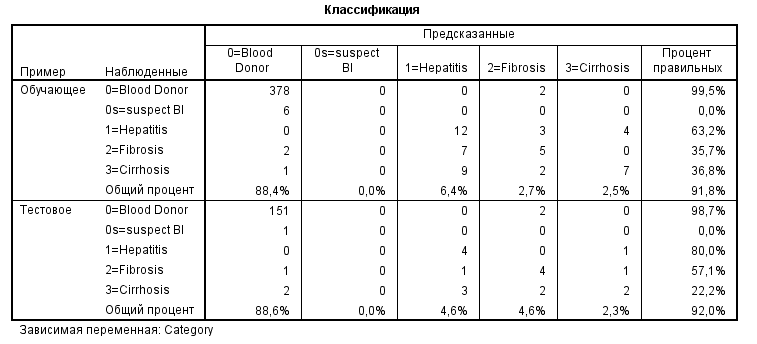 Классификация
Предсказанные
Пример Наблюденные 0=Blood Donor 0s=suspect Bl 1=Hepatitis 2=Fibrosis 3=Cirrhosis Процент правильных
Обучающее 0=Blood Donor 378 0 0 2 0 99,5%
0s=suspect Bl 6 0 0 0 0 0,0%
1=Hepatitis 0 0 12 3 4 63,2%
2=Fibrosis 2 0 7 5 0 35,7%
3=Cirrhosis 1 0 9 2 7 36,8%
Общий процент 88,4% 0,0% 6,4% 2,7% 2,5% 91,8%
Тестовое 0=Blood Donor 151 0 0 2 0 98,7%
0s=suspect Bl 1 0 0 0 0 0,0%
1=Hepatitis 0 0 4 0 1 80,0%
2=Fibrosis 1 0 1 4 1 57,1%
3=Cirrhosis 2 0 3 2 2 22,2%
Общий процент 88,6% 0,0% 4,6% 4,6% 2,3% 92,0%
Зависимая переменная: Category